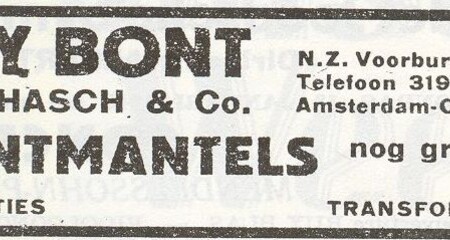 Y BONT
N.Z. Voorbur
Telefoon 319
HASCH & Co.
Amsterdam-C
NTMANTELS
nog gr
TIES
TRANSFO